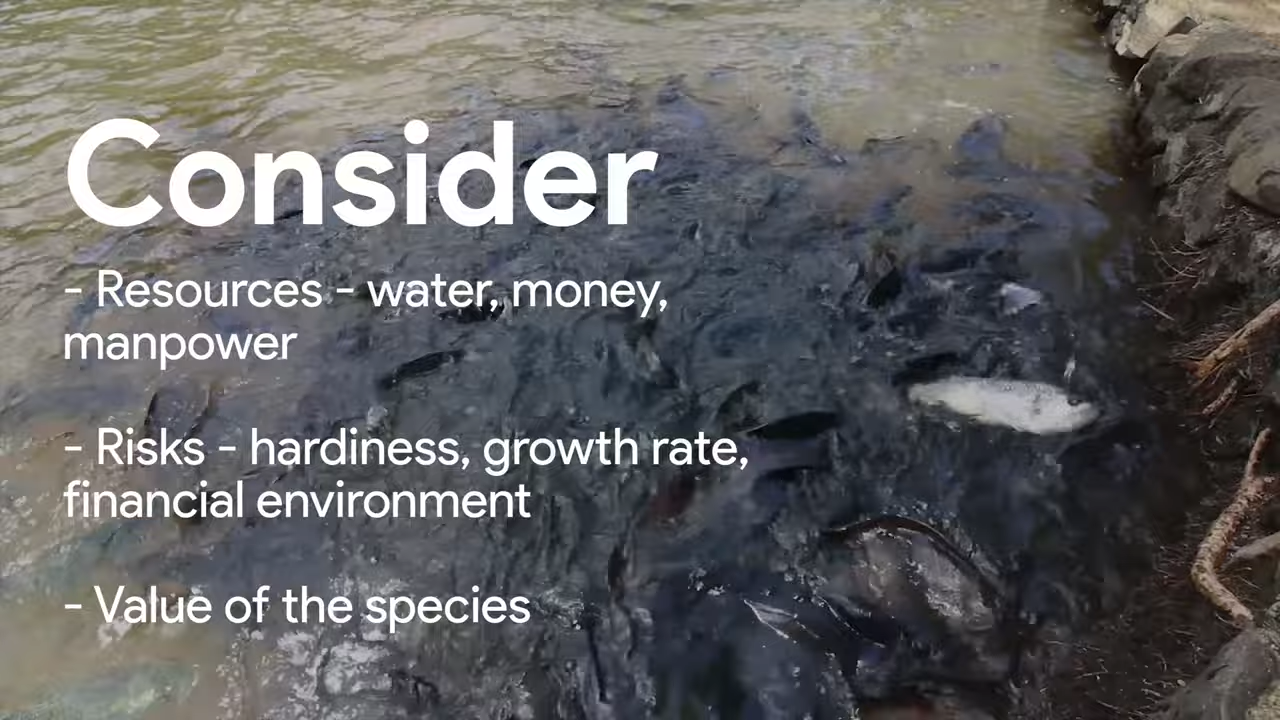 Consider
- Resources - water, money,
manpower
- Risks - hardiness, growth rate,
financial environment
- Value of the species